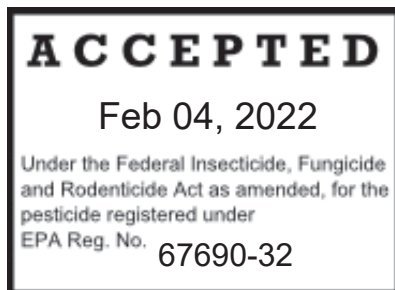 ACCEPTED
Feb 04, 2022
Under the Federal Insecticide, Fungicide
and Rodenticide Act as amended, for the
pesticide registered under
EPA Reg. No. 67690-32